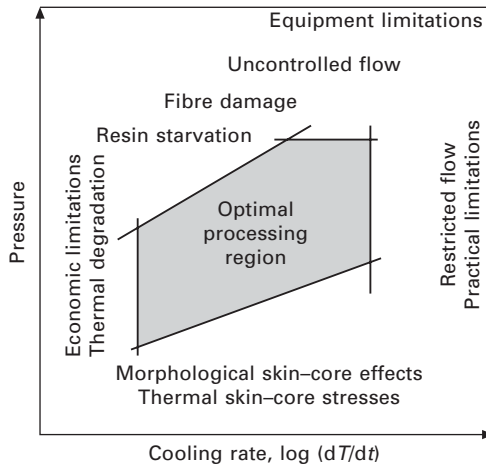 Equipment limitations
Uncontrolled flow
Fibre damage
Resin starvation
Pressure
Economic limitations
Thermal degradation
Optimal
processing
region
Restricted flow
Practical limitations
Morphological skin–core effects
Thermal skin–core stresses
Cooling rate, log (dT/dt)